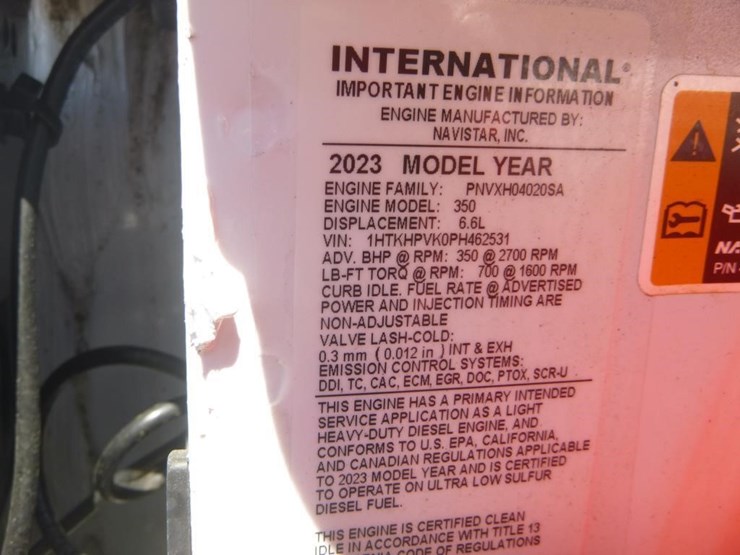 INTERNATIONAL®
IMPORTANT ENGINE INFORMATION
ENGINE MANUFACTURED BY:
NAVISTAR, INC.
2023 MODEL YEAR
ENGINE FAMILY: PNVXH04020SA
ENGINE MODEL: 350
DISPLACEMENT: 6.6L
VIN: 1HTKHPVK0PH462531
ADV. BHP @ RPM: 350 @ 2700 RPM
LB-FT TORQ @ RPM: 700 @ 1600 RPM
CURB IDLE, FUEL RATE @ ADVERTISED
POWER AND INJECTION TIMING ARE
NON-ADJUSTABLE
VALVE LASH-COLD:
0.3 mm ( 0.012 in ) INT & EXH
EMISSION CONTROL SYSTEMS:
DDI, TC, CAC, ECM, EGR, DOC, PTOX, SCR-U
THIS ENGINE HAS A PRIMARY INTENDED
SERVICE APPLICATION AS A LIGHT
HEAVY-DUTY DIESEL ENGINE, AND
CONFORMS TO U.S. EPA, CALIFORNIA,
AND CANADIAN REGULATIONS APPLICABLE
TO 2023 MODEL YEAR AND IS CERTIFIED
TO OPERATE ON ULTRA LOW SULFUR
DIESEL FUEL.
THIS ENGINE IS CERTIFIED CLEAN
IDLE IN ACCORDANCE WITH TITLE 13
CODE OF REGULATIONS
NA
P/N